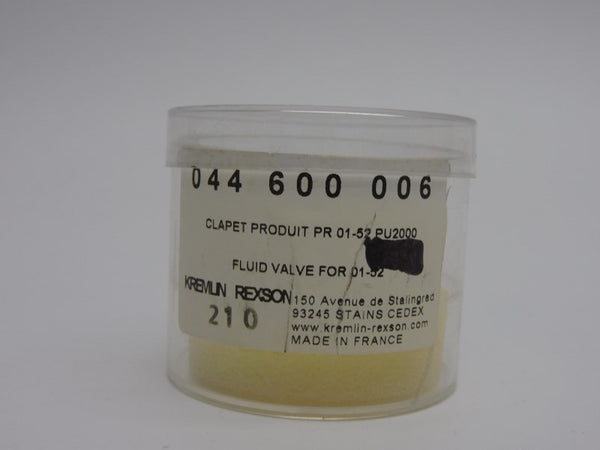 044 600 006
CLAPET PRODUIT PR 01-52 PU2000
FLUID VALVE FOR 01-52
KREMLIN REXSON
210
150 Avenue de Stalingrad
93245 STAINS CEDEX
www.kremlin-rexson.com
MADE IN FRANCE